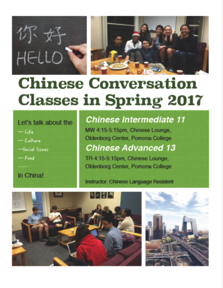 你好
HELLO
Chinese Conversation
Classes in Spring 2017
Let's talk about the
— Life
— Culture
—Social Issues
— Food
in China!
Chinese Intermediate 11
MW 4:15-5:15pm, Chinese Lounge,
Oldenborg Center, Pomona College
Chinese Advanced 13
TR 4:15-5:15pm, Chinese Lounge,
Oldenborg Center, Pomona College
Instructor: Chinese Language Resident